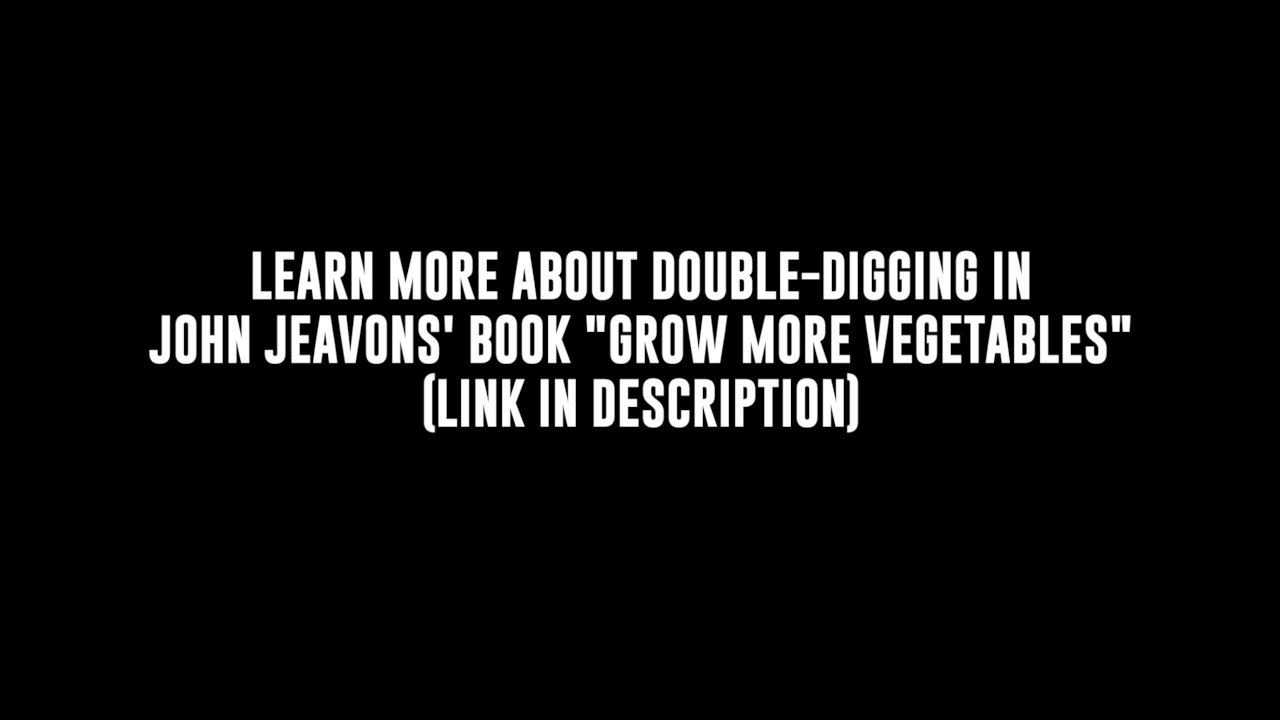 LEARN MORE ABOUT DOUBLE-DIGGING IN
JOHN JEAVONS' BOOK "GROW MORE VEGETABLES"
(LINK IN DESCRIPTION)